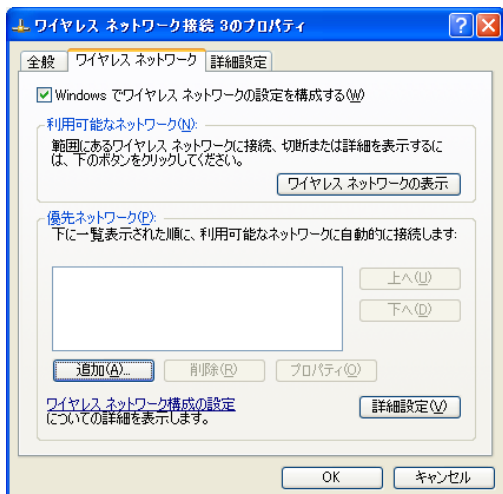 ワイヤレス ネットワーク接続 3のプロパティ
全般 ワイヤレス ネットワーク 詳細設定
Windows でワイヤレス ネットワークの設定を構成する(W)
利用可能なネットワーク(N):
範囲にあるワイヤレス ネットワークに接続、切断または詳細を表示するに
は、下のボタンをクリックしてください。
ワイヤレス ネットワークの表示
優先ネットワーク(P):
下に一覧表示された順に、利用可能なネットワークに自動的に接続します:
上へ(U)
下へ(D)
追加(A)... 削除(R) プロパティ(O)
ワイヤレス ネットワーク構成の設定
についての詳細を表示します。
詳細設定(V)
OK キャンセル